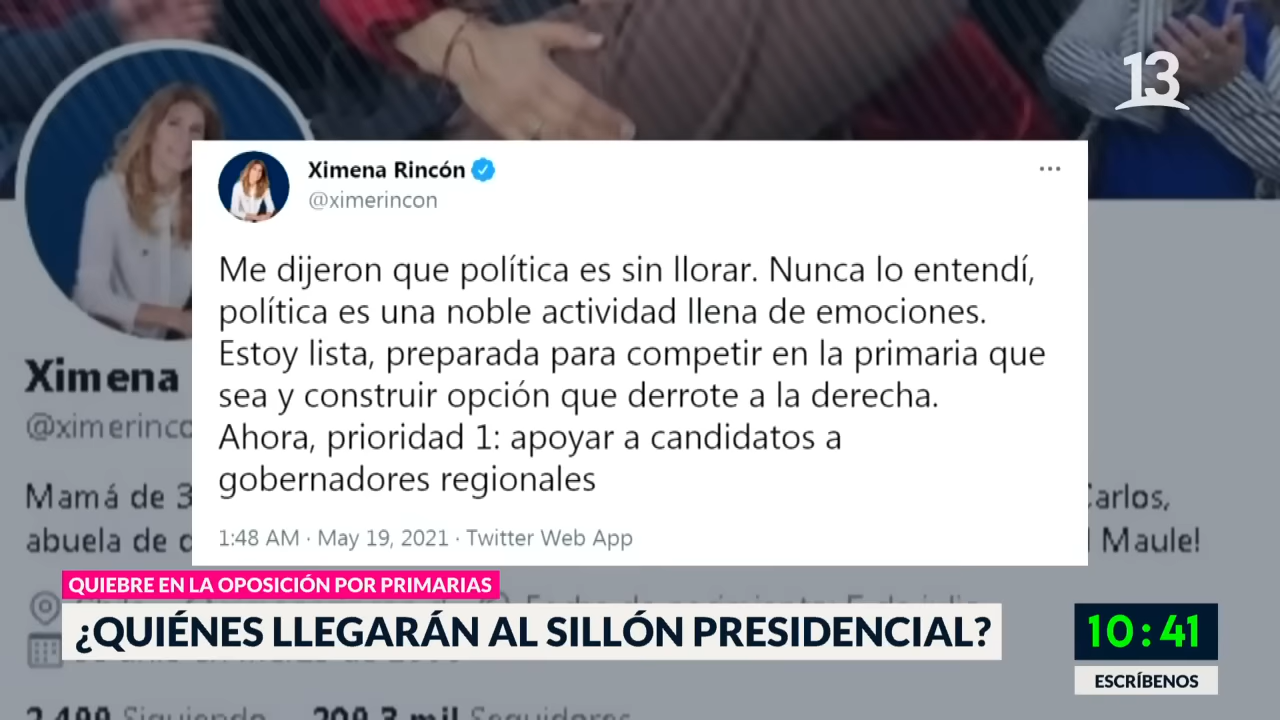 13
Ximena Rincón
@ximerincon
Me dijeron que política es sin llorar. Nunca lo entendí,
política es una noble actividad llena de emociones.
Estoy lista, preparada para competir en la primaria que
sea y construir opción que derrote a la derecha.
Ahora, prioridad 1: apoyar a candidatos a
gobernadores regionales
1:48 AM · May 19, 2021 · Twitter Web App
Ximena
Mamá de 3
Carlos,
abuela de
Maule!
QUIEBRE EN LA OPOSICIÓN POR PRIMARIAS
¿QUIÉNES LLEGARÁN AL SILLÓN PRESIDENCIAL?
10:41
ESCRÍBENOS
Siguiendo
Seguidores